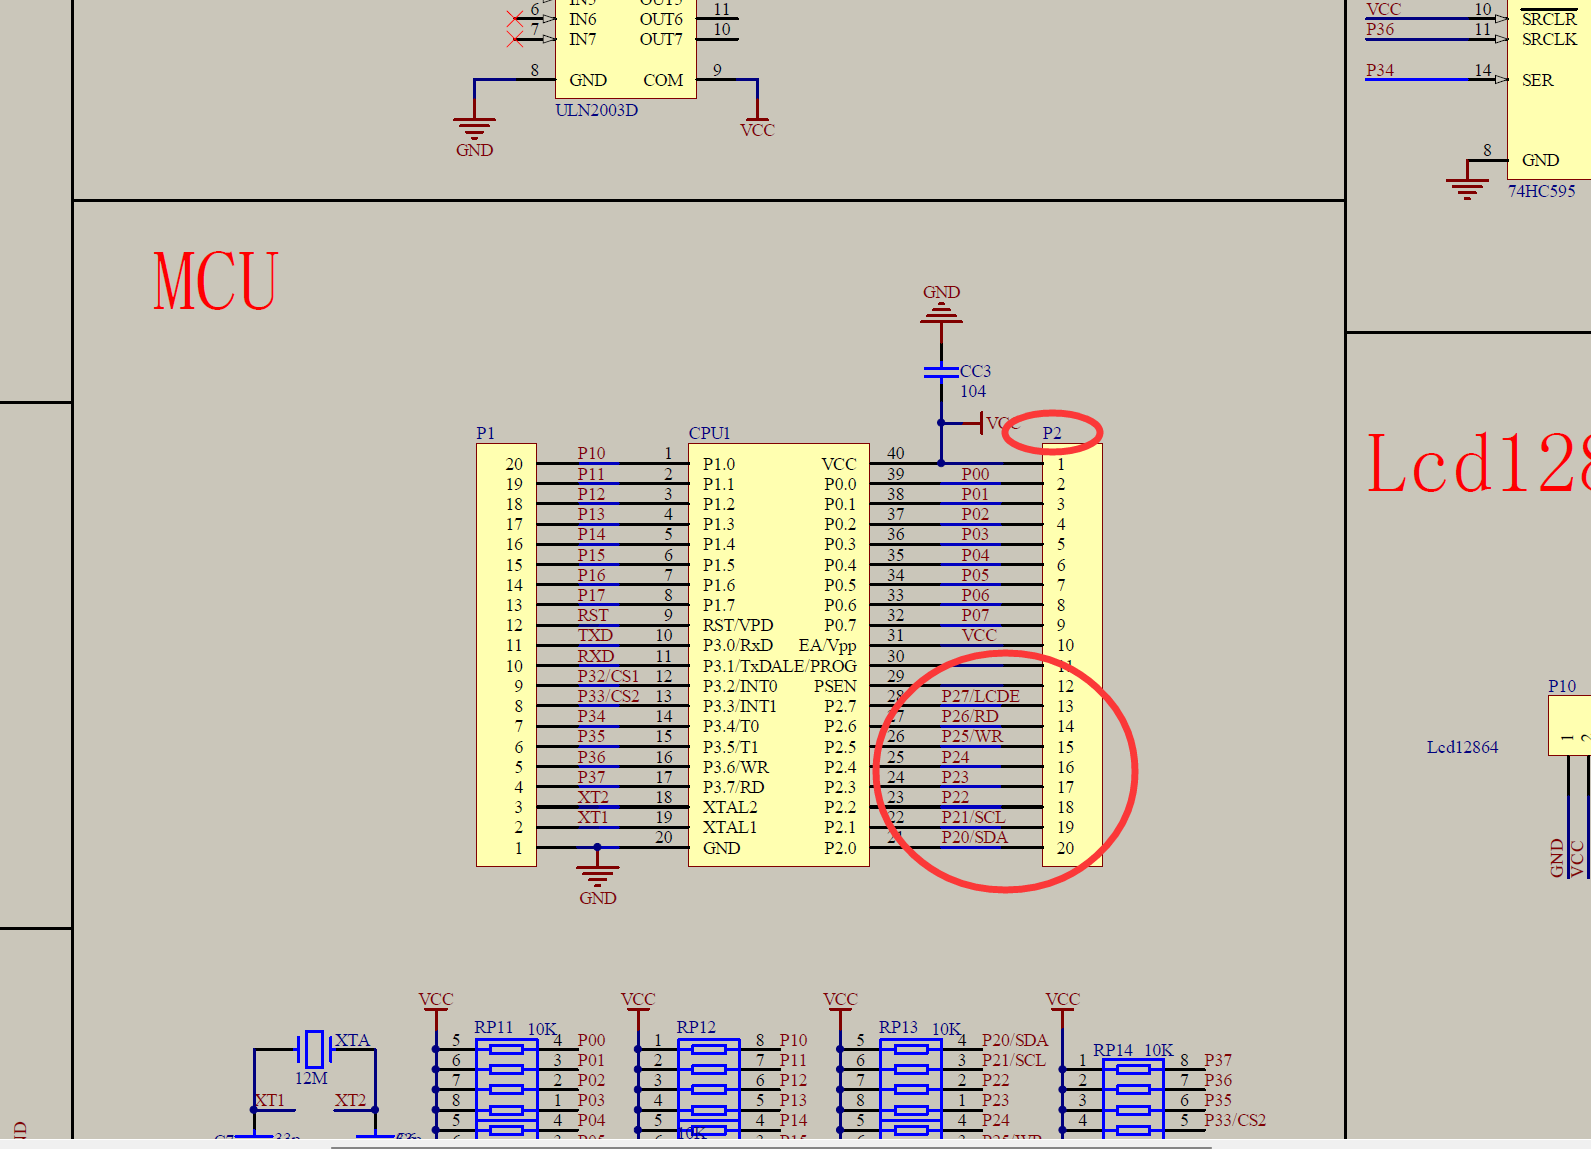 6 IN6 OUT6 11
7 IN7 OUT7 10
8 GND COM 9
ULN2003D
GND
VCC
VCC 10 SRCLR
P36 11 SRCLK
P34 14 SER
8 GND
74HC595
MCU
GND
CC3
104
P1
CPU1
P2
20 P10 1 P1.0 VCC 40 1
19 P11 2 P1.1 P0.0 39 P00 2
18 P12 3 P1.2 P0.1 38 P01 3
17 P13 4 P1.3 P0.2 37 P02 4
16 P14 5 P1.4 P0.3 36 P03 5
15 P15 6 P1.5 P0.4 35 P04 6
14 P16 7 P1.6 P0.5 34 P05 7
13 P17 8 P1.7 P0.6 33 P06 8
12 RST 9 RST/VPD P0.7 32 P07 9
11 TXD 10 P3.0/RxD EA/Vpp 31 VCC 10
10 RXD 11 P3.1/TxD ALE/PROG 30 11
9 P32/CS1 12 P3.2/INT0 PSEN 29 12
8 P33/CS2 13 P3.3/INT1 P2.7 28 P27/LCDE 13
7 P34 14 P3.4/T0 P2.6 27 P26/RD 14
6 P35 15 P3.5/T1 P2.5 26 P25/WR 15
5 P36 16 P3.6/WR P2.4 25 P24 16
4 P37 17 P3.7/RD P2.3 24 P23 17
3 XT2 18 XTAL2 P2.2 23 P22 18
2 XT1 19 XTAL1 P2.1 22 P21/SCL 19
1 20 GND P2.0 21 P20/SDA 20
GND
Lcd128
P10
Lcd12864
1 2
GND
VCC
XTA
12M
XT1 XT2
VCC
RP11 10K
5 4 P00
6 3 P01
7 2 P02
8 1 P03
5 4 P04
VCC
RP12
1 8 P10
2 7 P11
3 6 P12
4 5 P13
5 4 P14
10K
VCC
RP13 10K
5 4 P20/SDA
6 3 P21/SCL
7 2 P22
8 1 P23
5 4 P24
VCC
RP14 10K
1 8 P37
2 7 P36
3 6 P35
4 5 P33/CS2